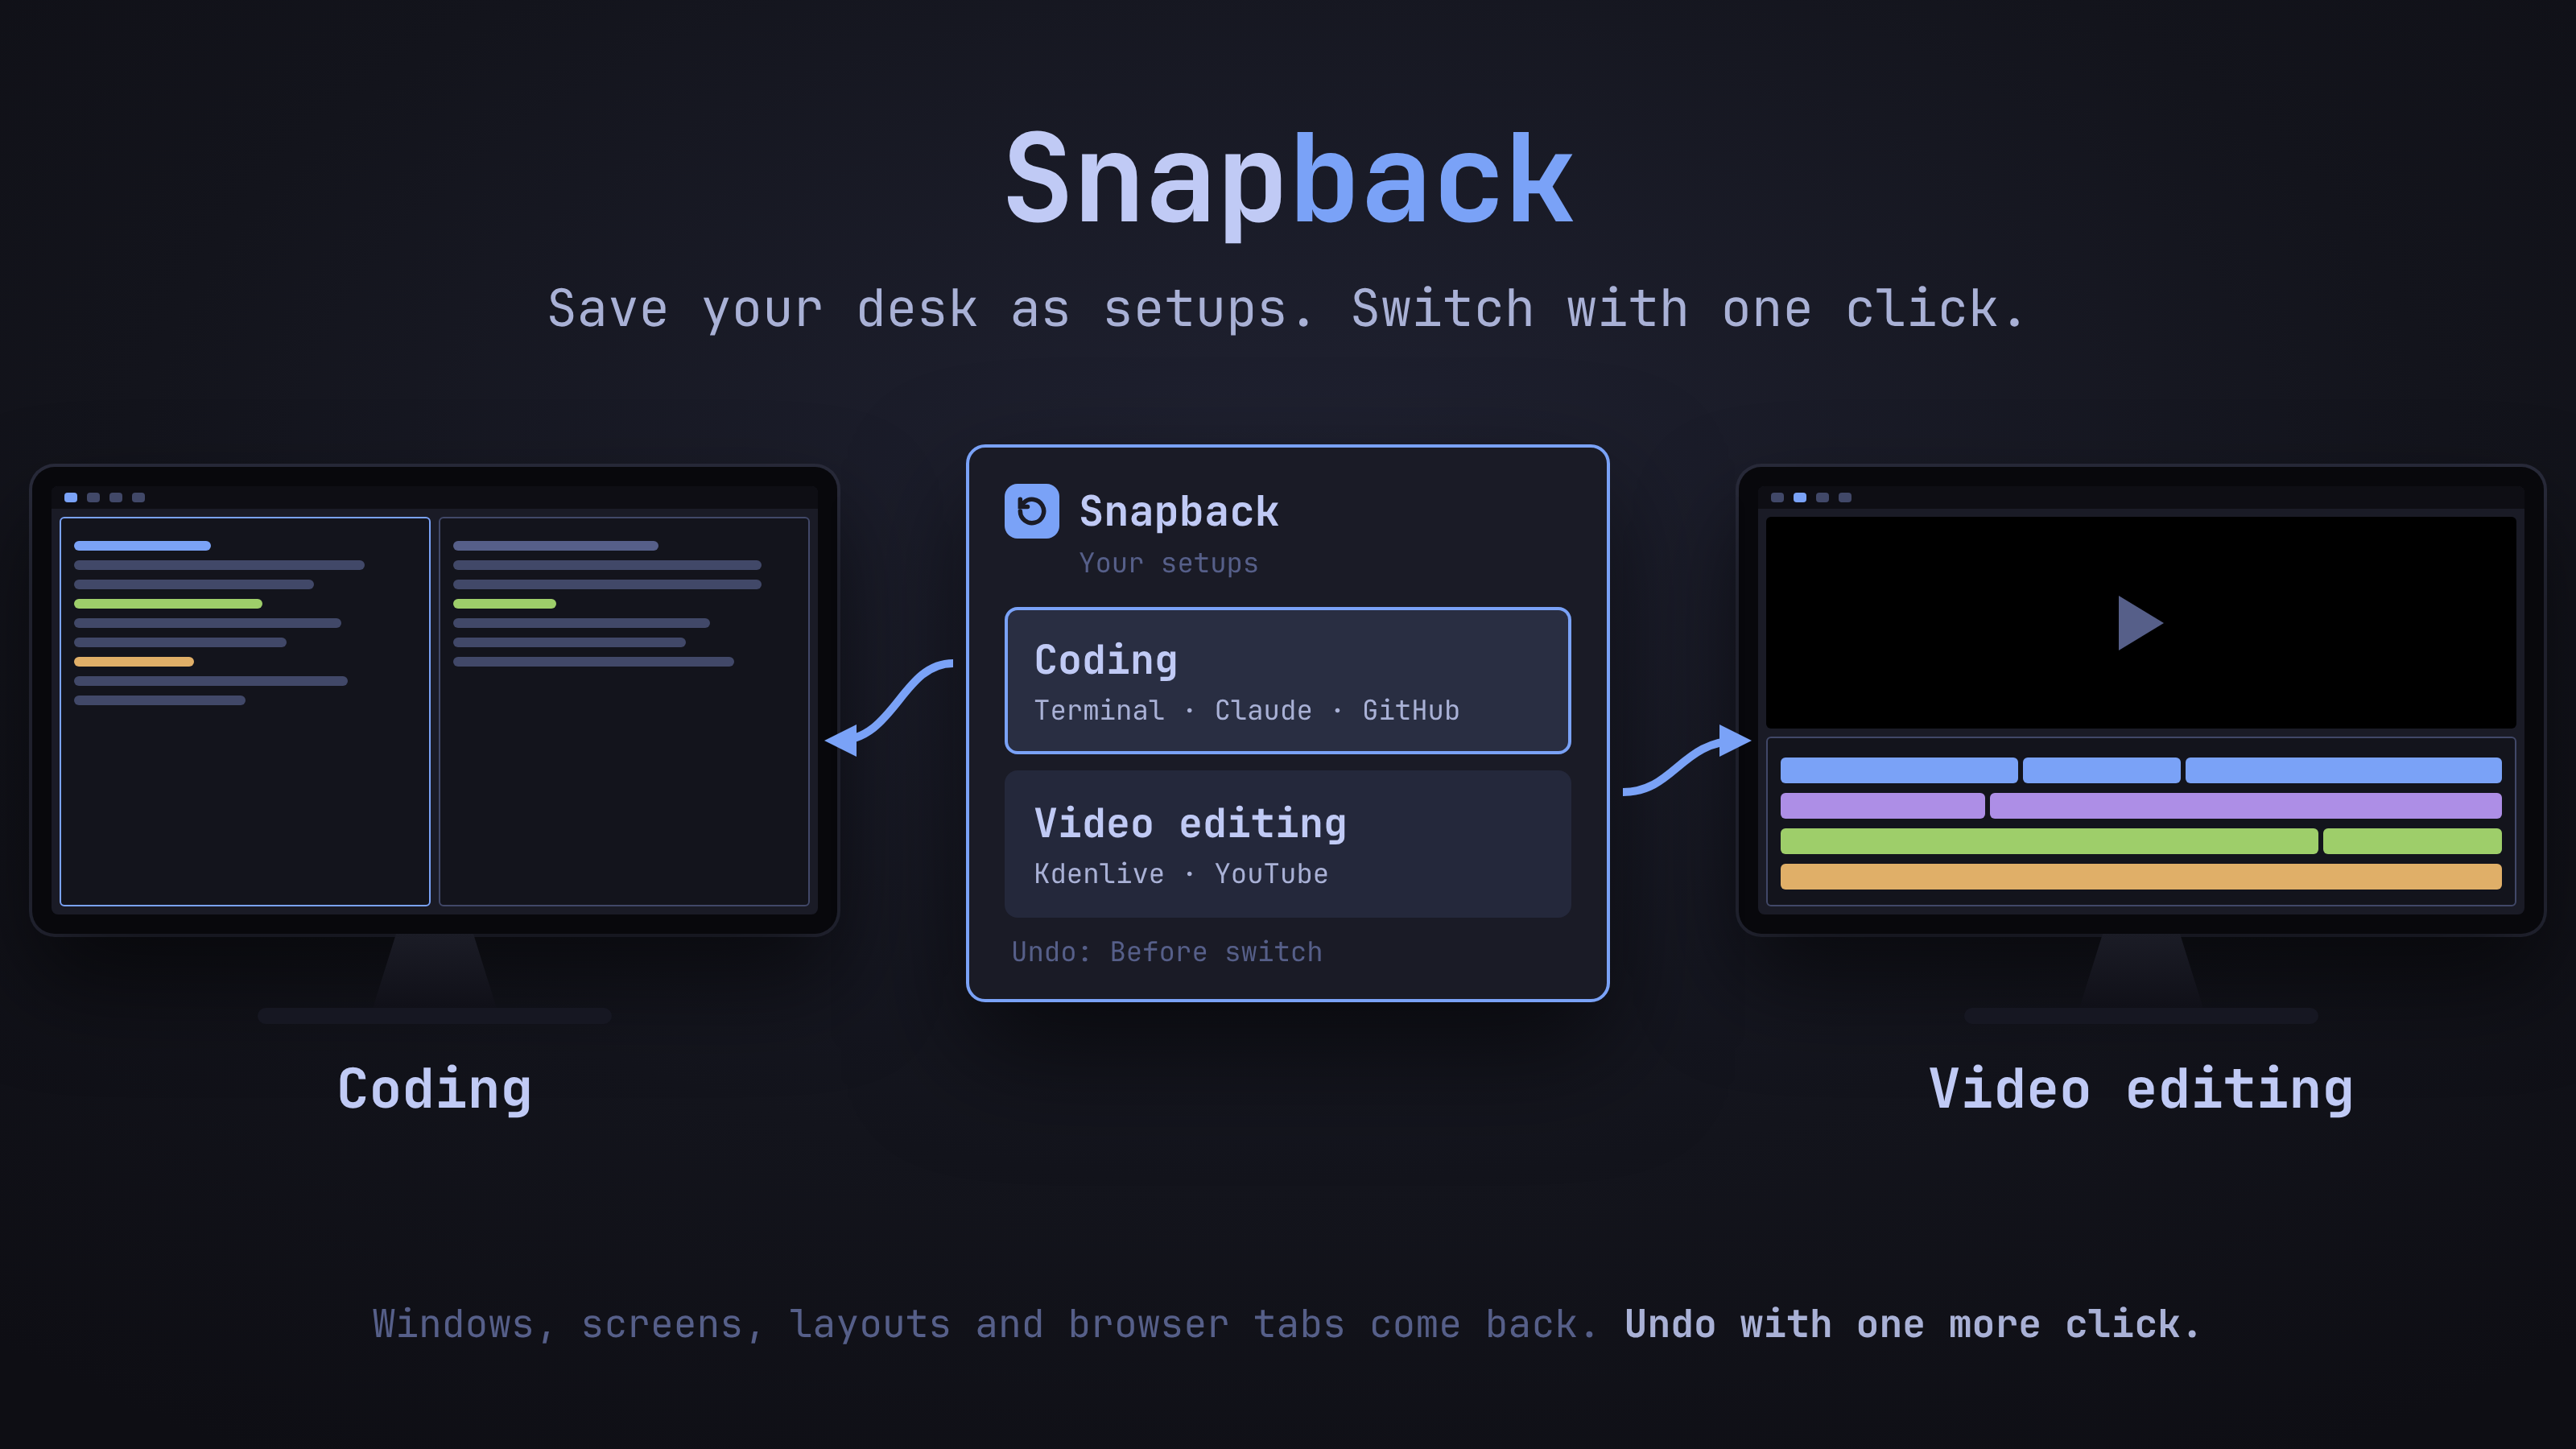 Snapback
Save your desk as setups. Switch with one click.
Snapback
Your setups
Coding
Terminal · Claude · GitHub
Video editing
Kdenlive · YouTube
Undo: Before switch
Coding
Video editing
Windows, screens, layouts and browser tabs come back. Undo with one more click.